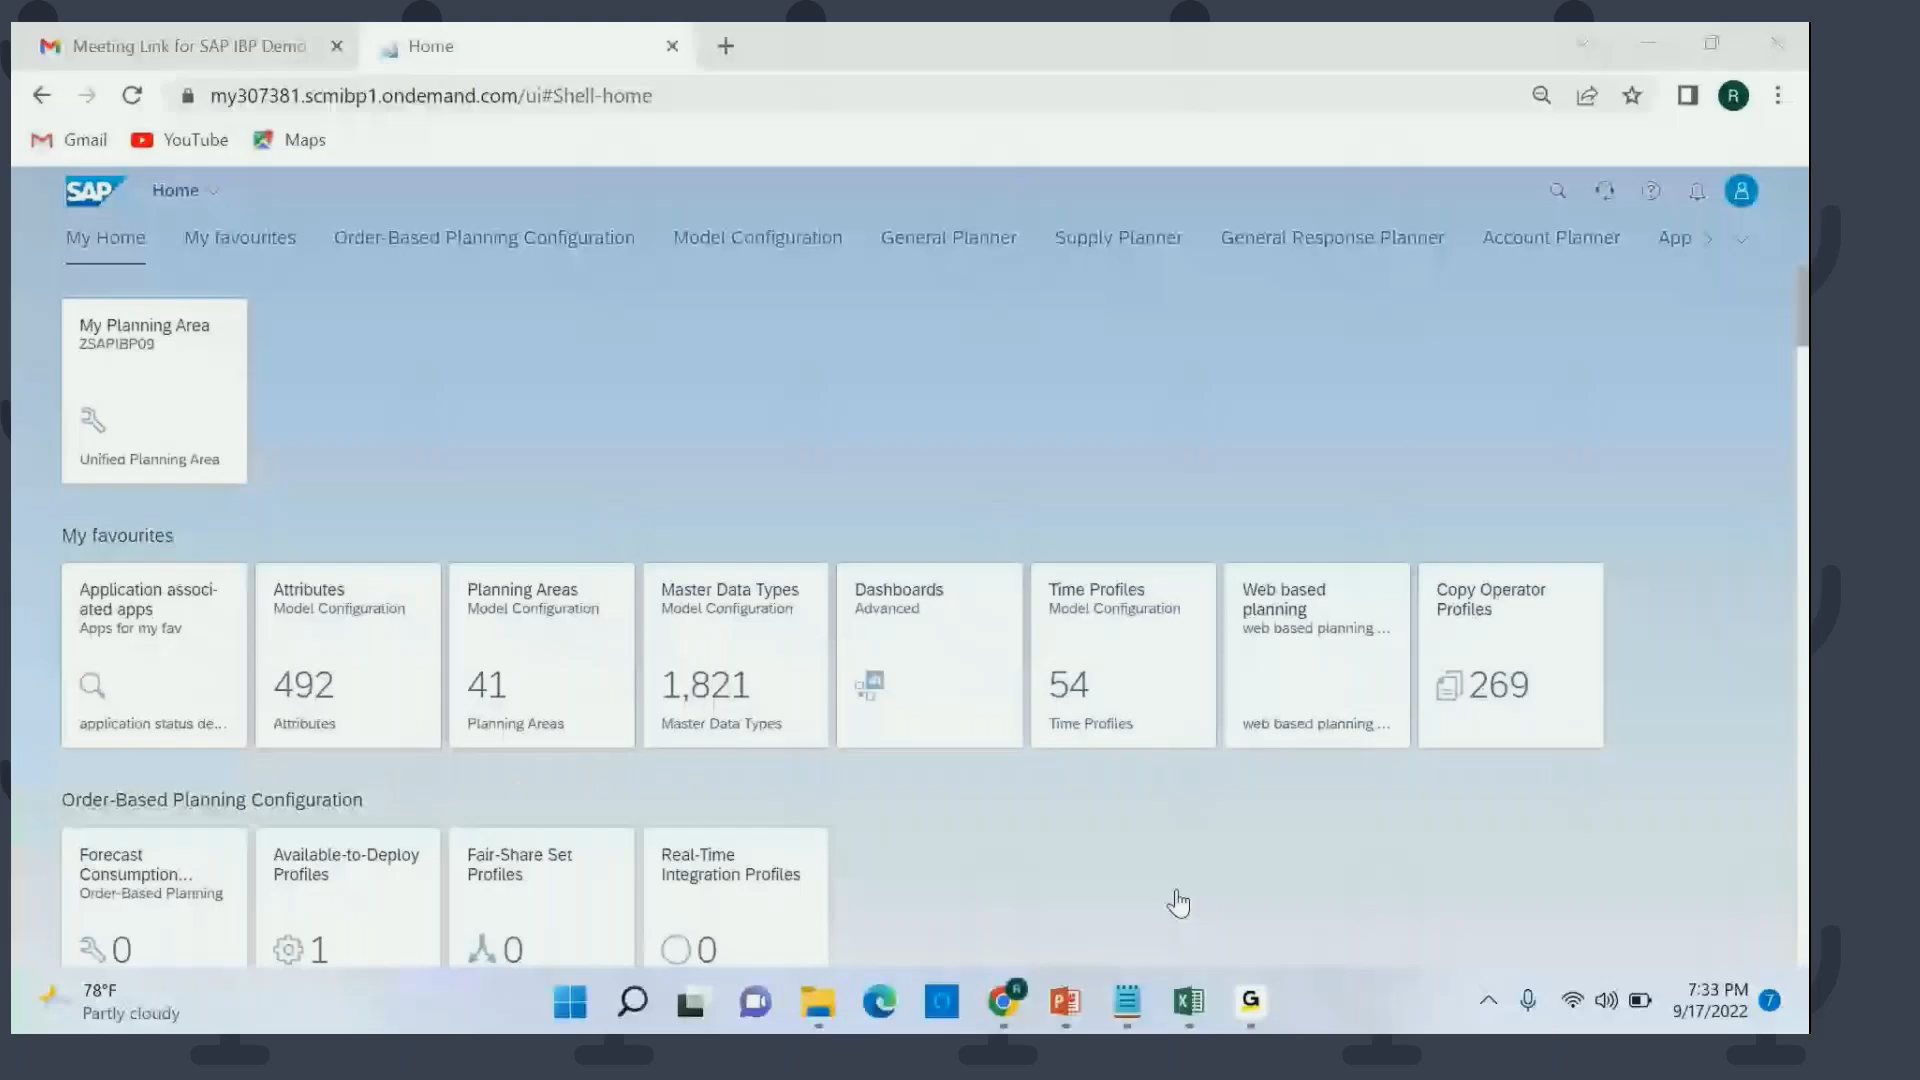 Meeting Link for SAP IBP Demo
Home
my307381.scmibp1.ondemand.com/ui#Shell-home
R
Gmail
YouTube
Maps
SAP
Home
My Home
My favourites
Order-Based Planning Configuration
Model Configuration
General Planner
Supply Planner
General Response Planner
Account Planner
App
My Planning Area
ZSAPIBP09
Unified Planning Area
My favourites
Application associ-
ated apps
Apps for my fav
application status de...
Attributes
Model Configuration
492
Attributes
Planning Areas
Model Configuration
41
Planning Areas
Master Data Types
Model Configuration
1,821
Master Data Types
Dashboards
Advanced
Time Profiles
Model Configuration
54
Time Profiles
Web based
planning
web based planning ...
web based planning ...
Copy Operator
Profiles
269
Order-Based Planning Configuration
Forecast
Consumption...
Order-Based Planning
0
Available-to-Deploy
Profiles
1
Fair-Share Set
Profiles
0
Real-Time
Integration Profiles
0
78°F
Partly cloudy
7:33 PM
9/17/2022
7